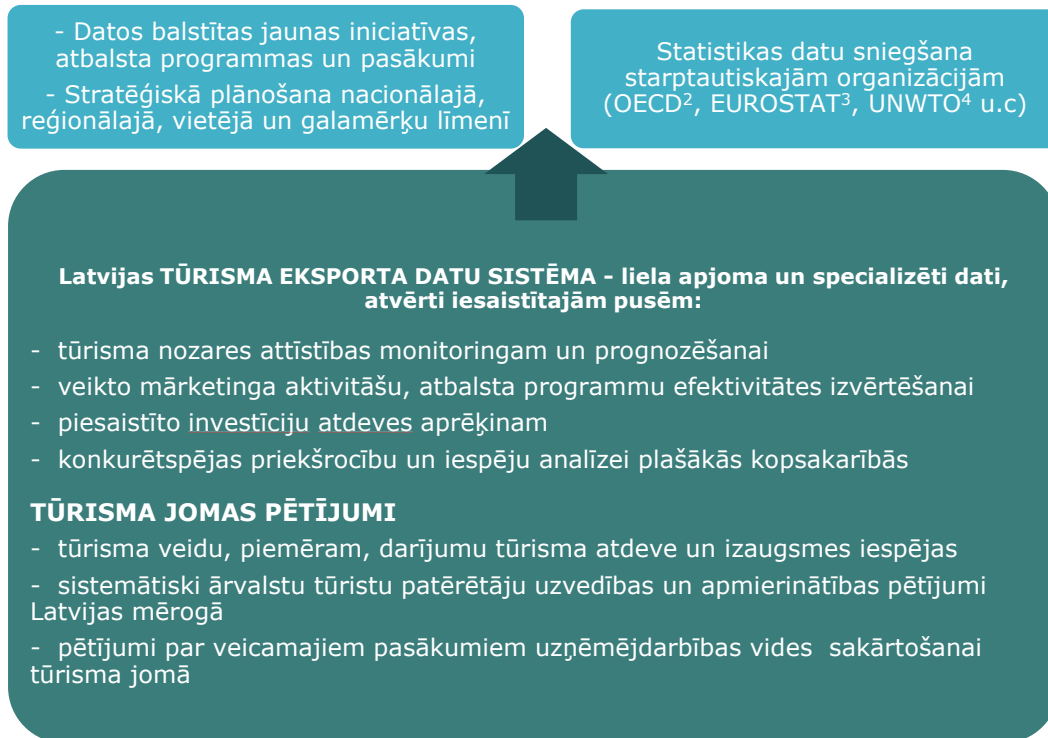 - Datos balstītas jaunas iniciatīvas,
atbalsta programmas un pasākumi
- Stratēģiskā plānošana nacionālajā,
reģionālajā, vietējā un galamērķu līmenī
Statistikas datu sniegšana
starptautiskajām organizācijām
(OECD², EUROSTAT³, UNWTO⁴ u.c)
Latvijas TŪRISMA EKSPORTA DATU SISTĒMA - liela apjoma un specializēti dati,
atvērti iesaistītajām pusēm:
- tūrisma nozares attīstības monitoringam un prognozēšanai
- veikto mārketinga aktivitāšu, atbalsta programmu efektivitātes izvērtēšanai
- piesaistīto investīciju atdeves aprēķinam
- konkurētspējas priekšrocību un iespēju analīzei plašākās kopsakarībās
TŪRISMA JOMAS PĒTĪJUMI
- tūrisma veidu, piemēram, darījumu tūrisma atdeve un izaugsmes iespējas
- sistemātiski ārvalstu tūristu patērētāju uzvedības un apmierinātības pētījumi
Latvijas mērogā
- pētījumi par veicamajiem pasākumiem uzņēmējdarbības vides sakārtošanai
tūrisma jomā